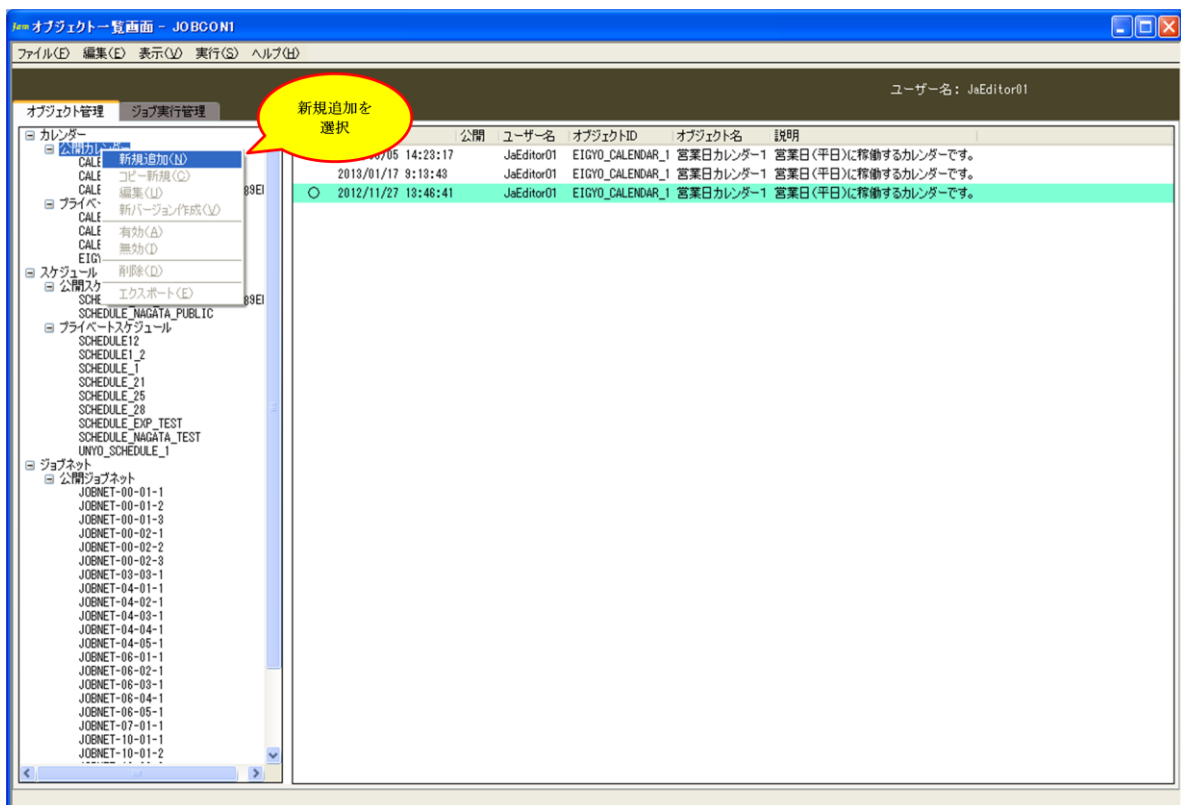 Jam オブジェクト一覧画面 - JOBCON1
ファイル(F) 編集(E) 表示(V) 実行(S) ヘルプ(H)
ユーザー名: JaEditor01
オブジェクト管理 ジョブ実行管理
新規追加を
選択
公開 ユーザー名 オブジェクトID オブジェクト名 説明
14:23:17 JaEditor01 EIGYO_CALENDAR_1 営業日カレンダー1 営業日(平日)に稼働するカレンダーです。
2013/01/17 9:13:43 JaEditor01 EIGYO_CALENDAR_1 営業日カレンダー1 営業日(平日)に稼働するカレンダーです。
○ 2012/11/27 13:46:41 JaEditor01 EIGYO_CALENDAR_1 営業日カレンダー1 営業日(平日)に稼働するカレンダーです。
カレンダー
公開カレンダー
CALE
CALE
CALE
プライベ
CALE
CALE
CALE
EIGY
新規追加(N)
コピー新規(C)
編集(U)
新バージョン作成(V)
有効(A)
無効(I)
削除(D)
エクスポート(E)
スケジュール
公開スケ
SCHE
SCHEDULE_NAGATA_PUBLIC
プライベートスケジュール
SCHEDULE12
SCHEDULE1_2
SCHEDULE_1
SCHEDULE_21
SCHEDULE_25
SCHEDULE_28
SCHEDULE_EXP_TEST
SCHEDULE_NAGATA_TEST
UNYO_SCHEDULE_1
ジョブネット
公開ジョブネット
JOBNET-00-01-1
JOBNET-00-01-2
JOBNET-00-01-3
JOBNET-00-02-1
JOBNET-00-02-2
JOBNET-00-02-3
JOBNET-03-03-1
JOBNET-04-01-1
JOBNET-04-02-1
JOBNET-04-03-1
JOBNET-04-04-1
JOBNET-04-05-1
JOBNET-06-01-1
JOBNET-06-02-1
JOBNET-06-03-1
JOBNET-06-04-1
JOBNET-06-05-1
JOBNET-07-01-1
JOBNET-10-01-1
JOBNET-10-01-2